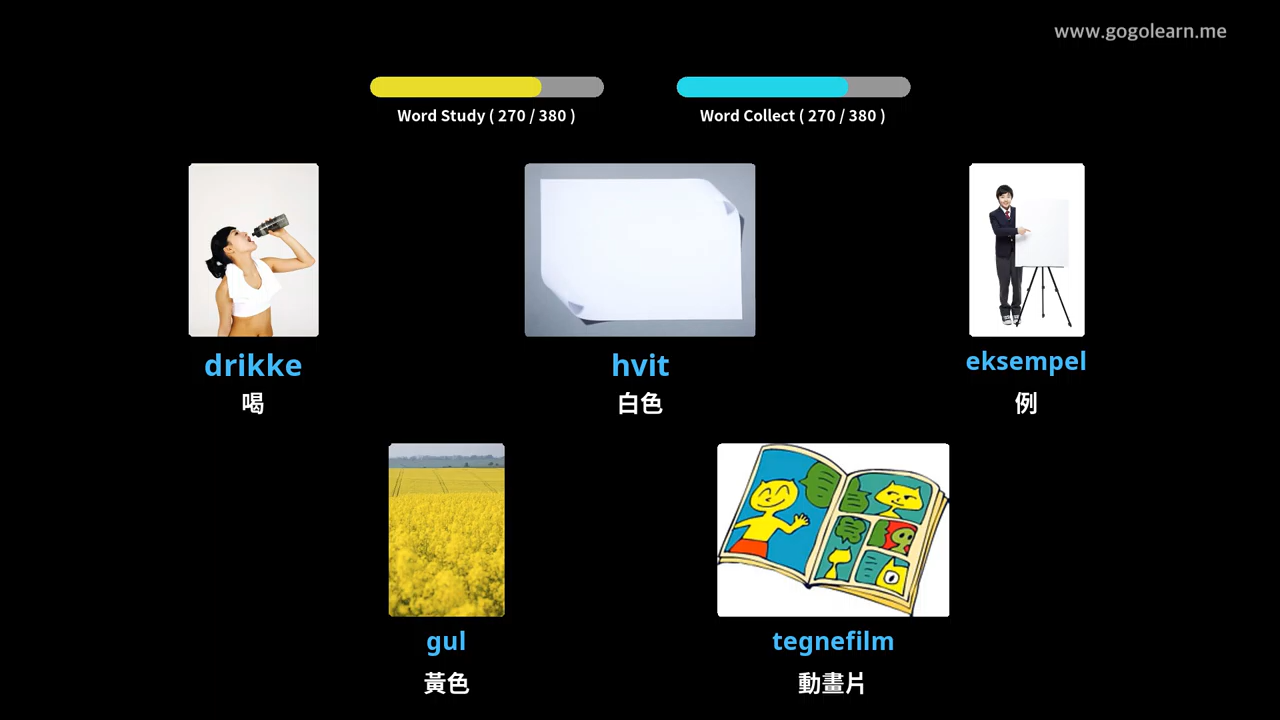 www.gogolearn.me
Word Study ( 270 / 380 )
Word Collect ( 270 / 380 )
drikke
喝
hvit
白色
eksempel
例
gul
黃色
tegnefilm
動畫片